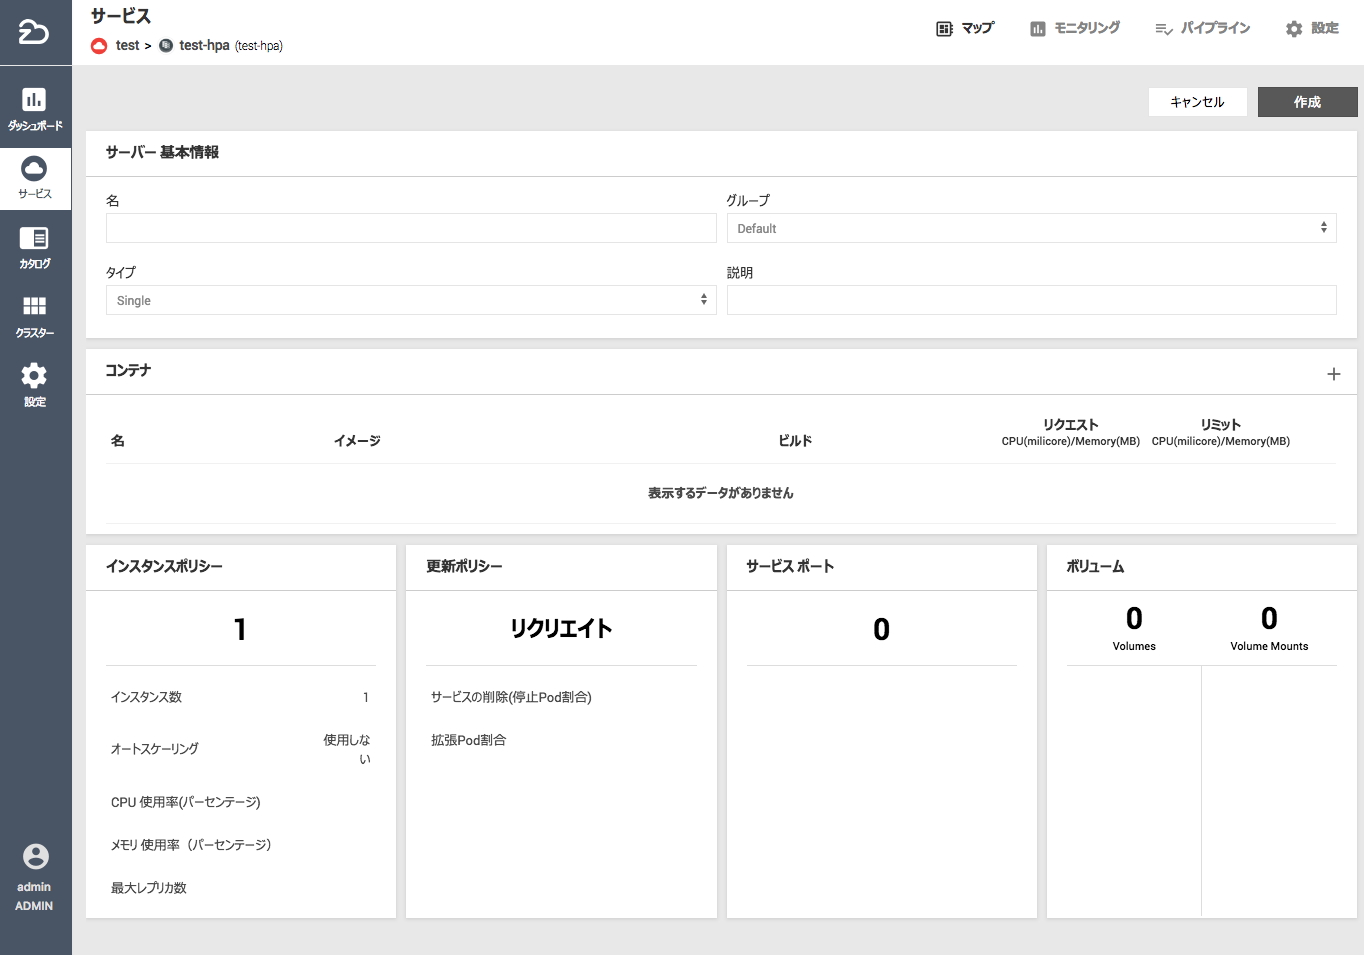 サービス
test > test-hpa (test-hpa)
マップ
モニタリング
パイプライン
設定
ダッシュボード
サービス
カタログ
クラスター
設定
admin
ADMIN
キャンセル
作成
サーバー 基本情報
名
グループ
Default
タイプ
説明
Single
コンテナ
名
イメージ
ビルド
リクエスト
CPU(milicore)/Memory(MB)
リミット
CPU(milicore)/Memory(MB)
表示するデータがありません
インスタンスポリシー
1
インスタンス数 1
オートスケーリング
使用しな
い
CPU 使用率(パーセンテージ)
メモリ 使用率（パーセンテージ）
最大レプリカ数
更新ポリシー
リクリエイト
サービスの削除(停止Pod割合)
拡張Pod割合
サービス ポート
0
ボリューム
0
Volumes
0
Volume Mounts